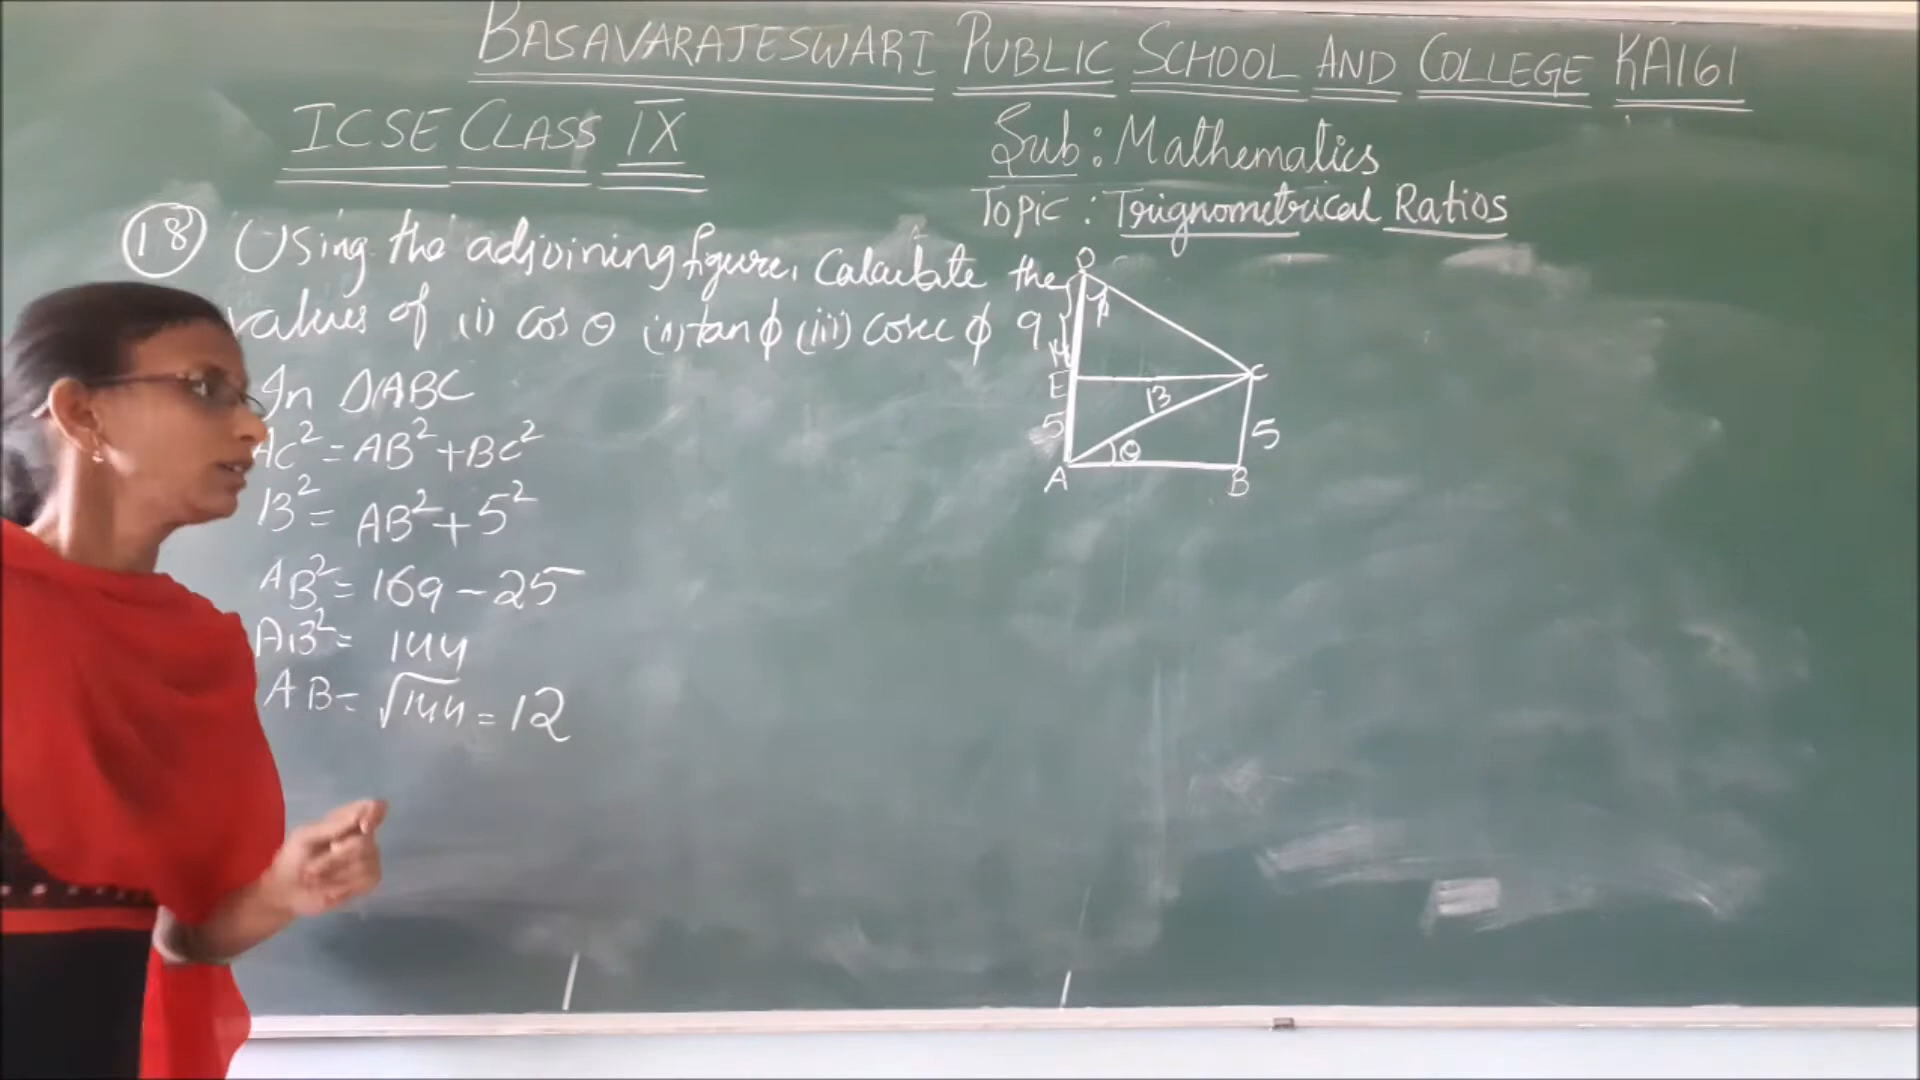 BASAVARAJESWARI PUBLIC SCHOOL AND COLLEGE KA161
ICSE CLASS IX
Sub: Mathematics
Topic: Trignometrical Ratios
18 Using the adjoining figure, Calculate the
values of (i) cos θ (ii) tan ϕ (iii) cosec ϕ
In △ABC
AC² = AB² + BC²
13² = AB² + 5²
AB² = 169 - 25
AB² = 144
AB = √144 = 12
D
9
E
C
13
5
5
θ
A
B